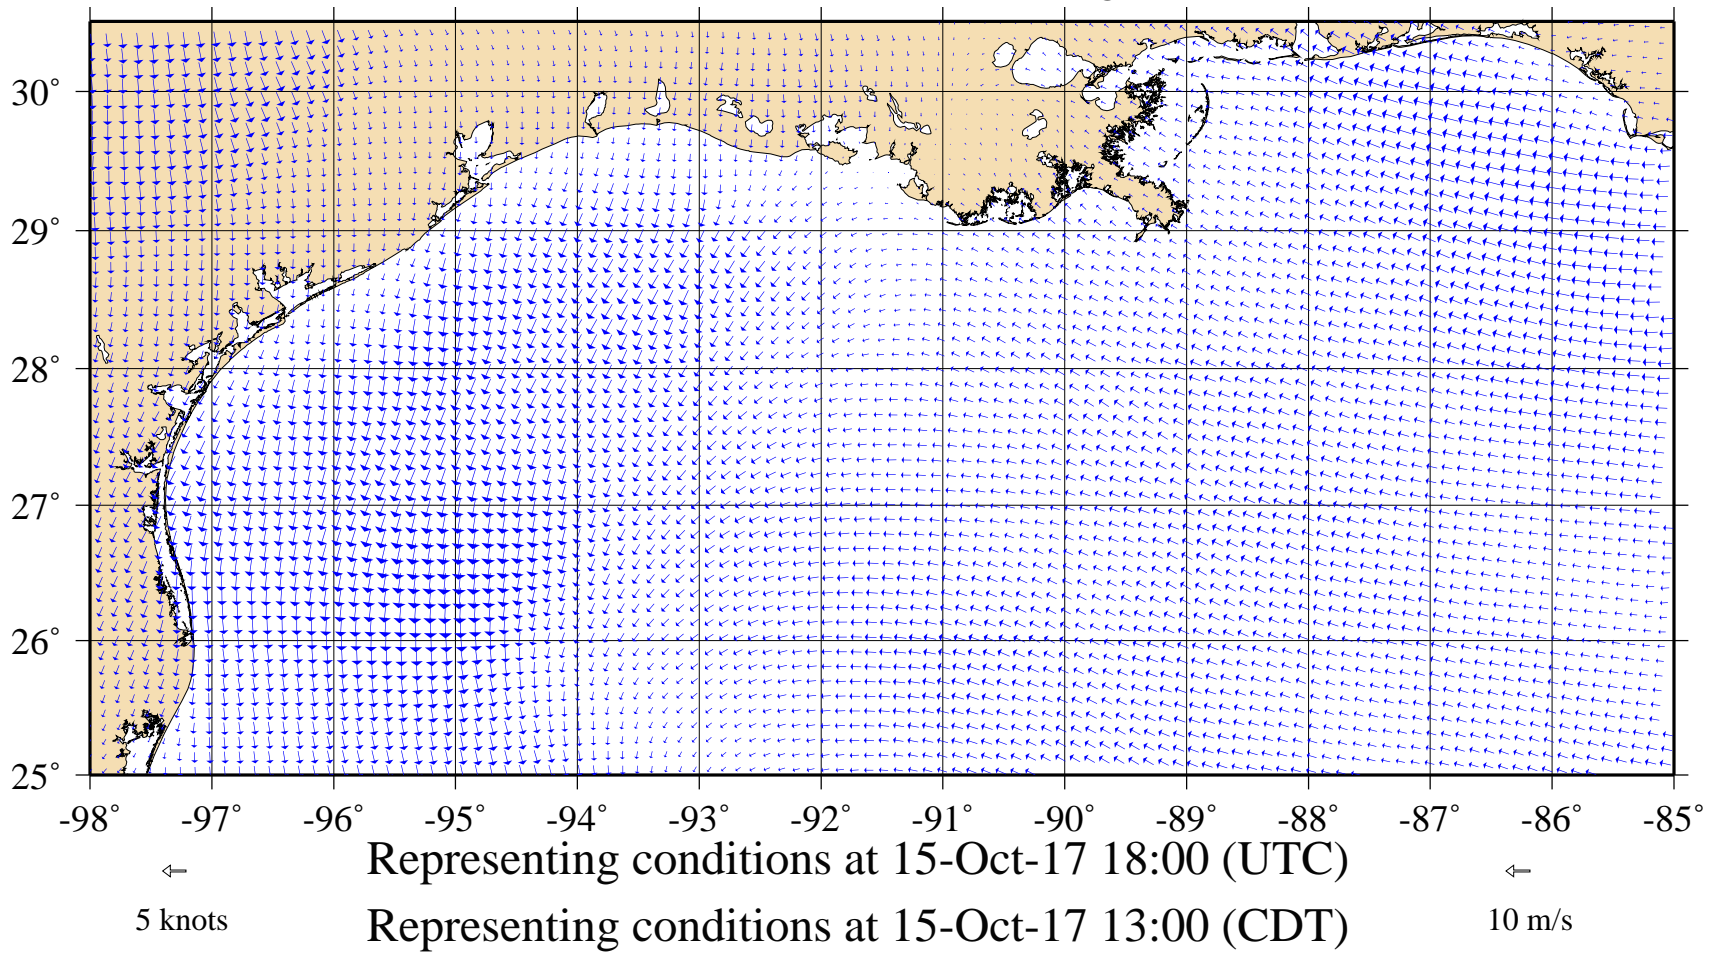 30°
29°
28°
27°
26°
25°
-98° -97° -96° -95° -94° -93° -92° -91° -90° -89° -88° -87° -86° -85°
Representing conditions at 15-Oct-17 18:00 (UTC)
5 knots
Representing conditions at 15-Oct-17 13:00 (CDT)
10 m/s